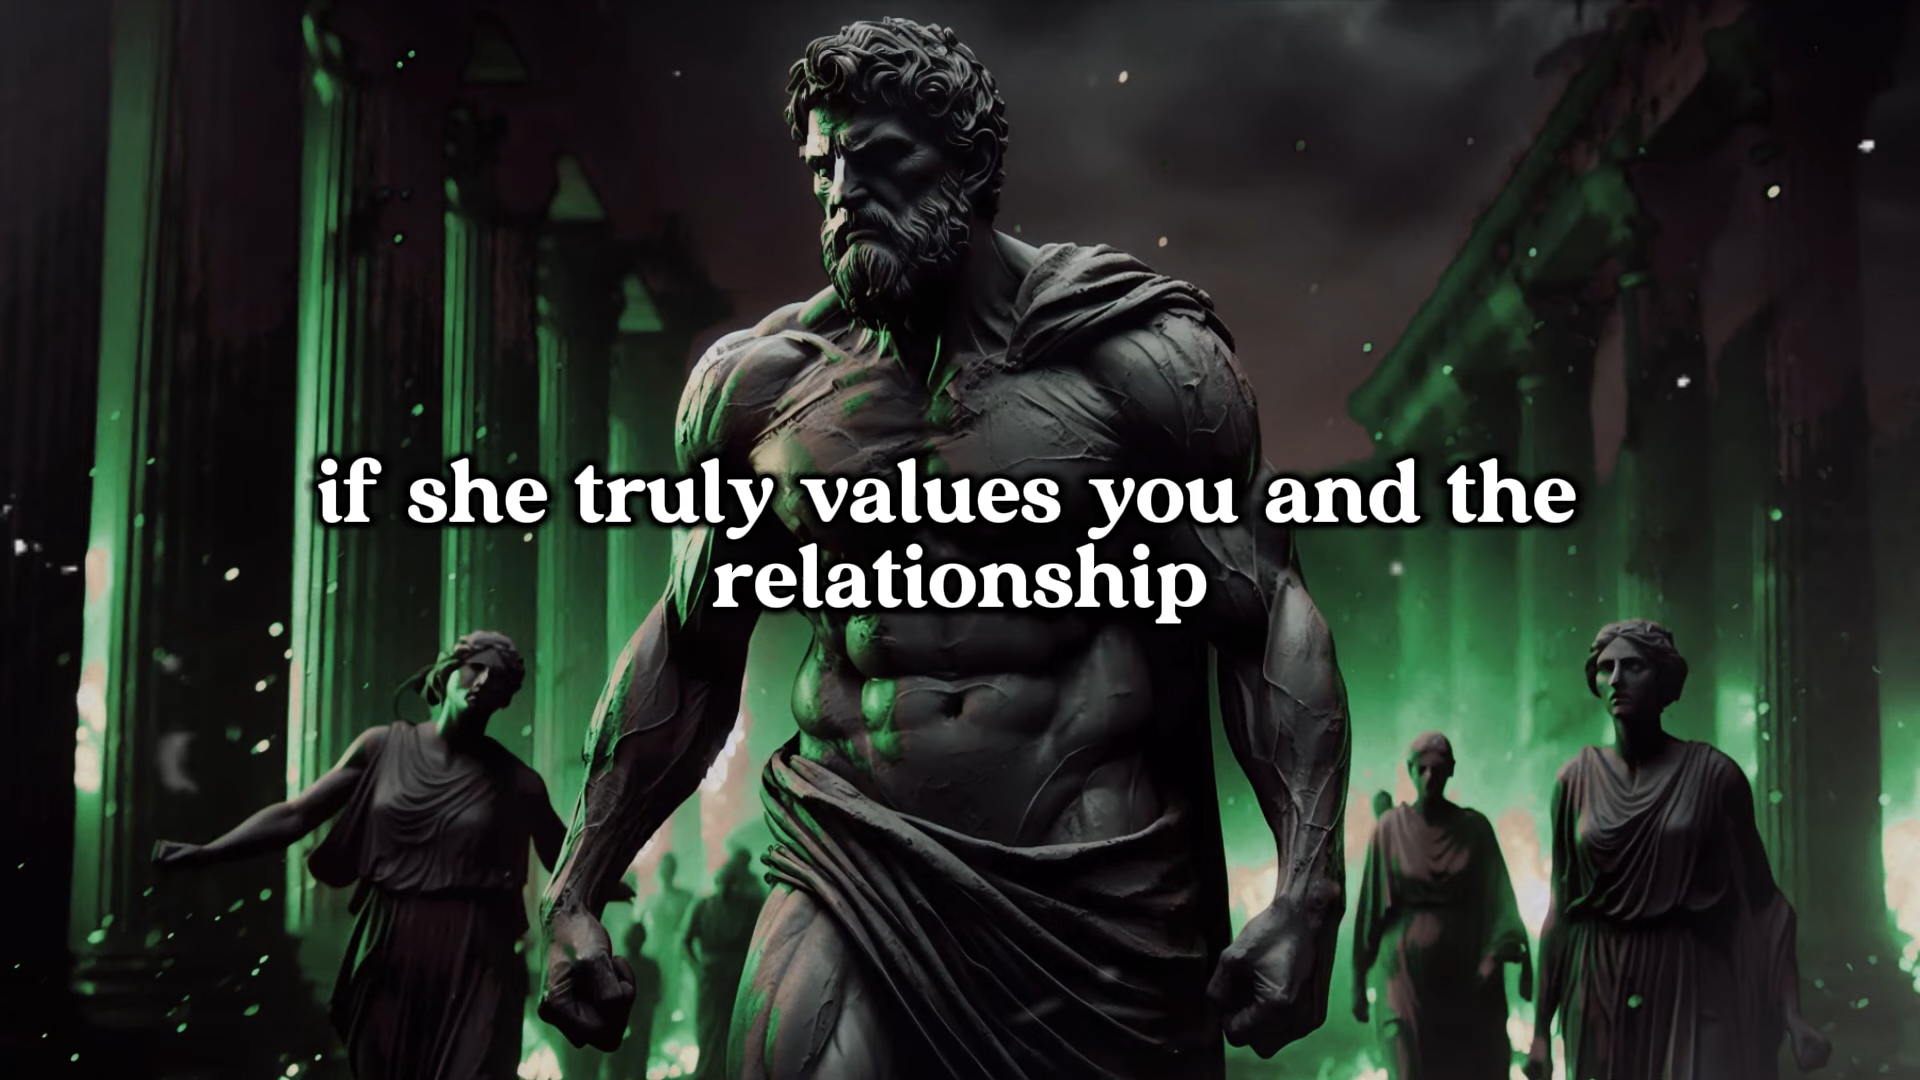 if she truly values you and the
relationship